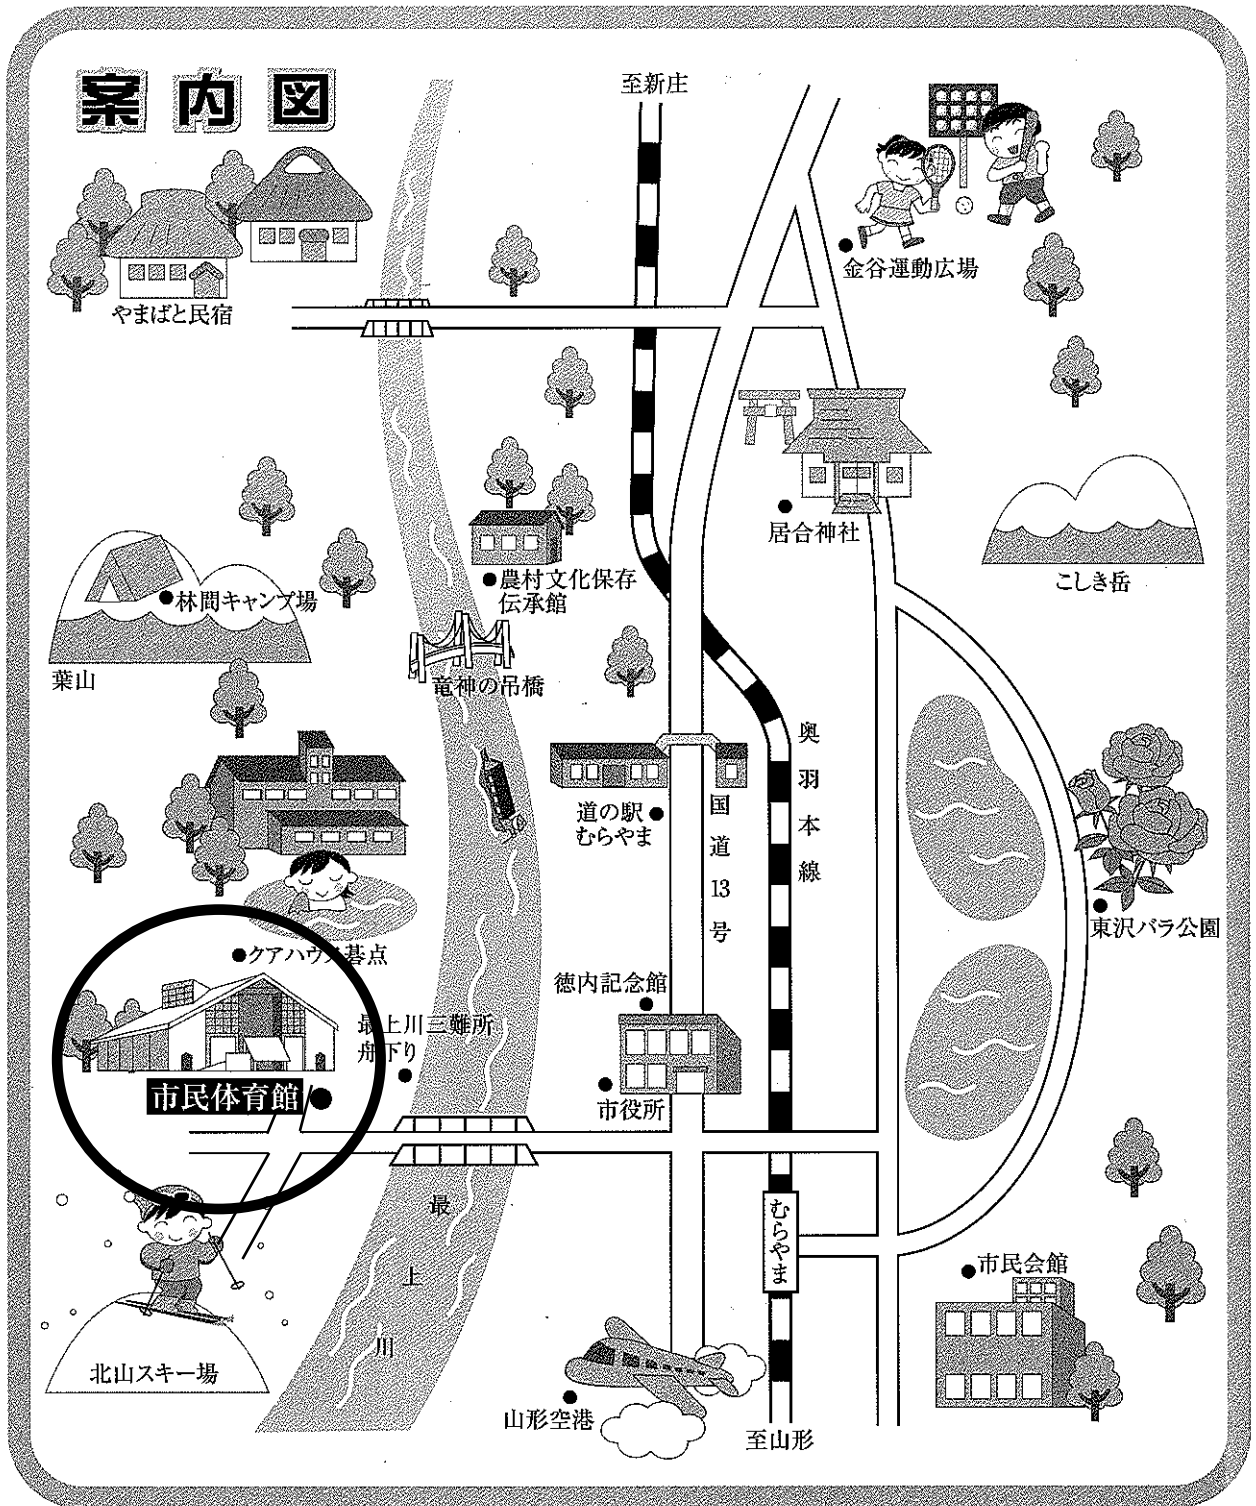 案内図
至新庄
金谷運動広場
やまばと民宿
居合神社
こしき岳
農村文化保存
伝承館
林間キャンプ場
葉山
竜神の吊橋
奥羽本線
道の駅
むらやま
国道13号
東沢バラ公園
クアハウス碁点
徳内記念館
最上川三難所
舟下り
市民体育館
市役所
最上川
むらやま
市民会館
北山スキー場
山形空港
至山形